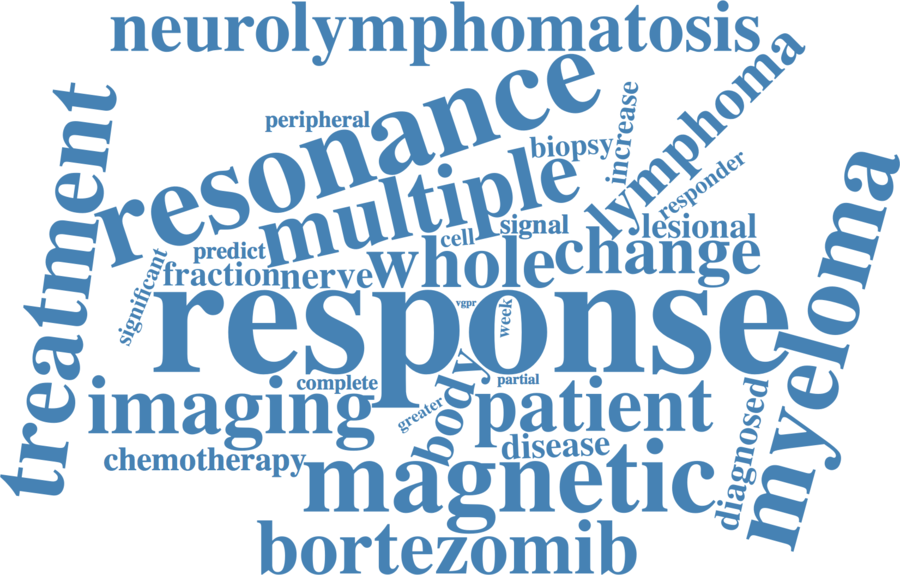 neurolymphomatosis
treatment
resonance
peripheral
increase
lymphoma
biopsy
responder
multiple
lesional
signal
cell
change
myeloma
predict
whole
significant
fraction
nerve
response
vgpr
week
complete
partial
imaging
body
patient
greater
diagnosed
disease
chemotherapy
magnetic
bortezomib